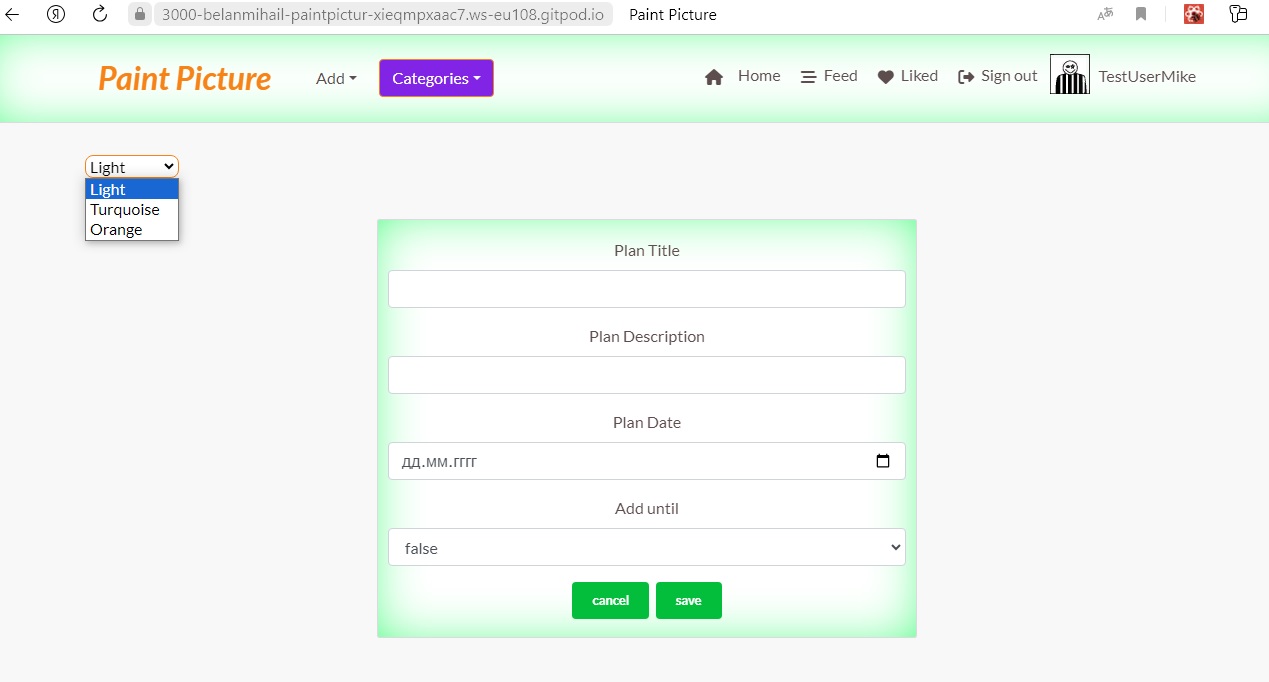 3000-belanmihail-paintpictur-xieqmpxaac7.ws-eu108.gitpod.io Paint Picture
Paint Picture Add Categories Home Feed Liked Sign out TestUserMike
Light
Light
Turquoise
Orange
Plan Title
Plan Description
Plan Date
дд.мм.гггг
Add until
false
cancel save